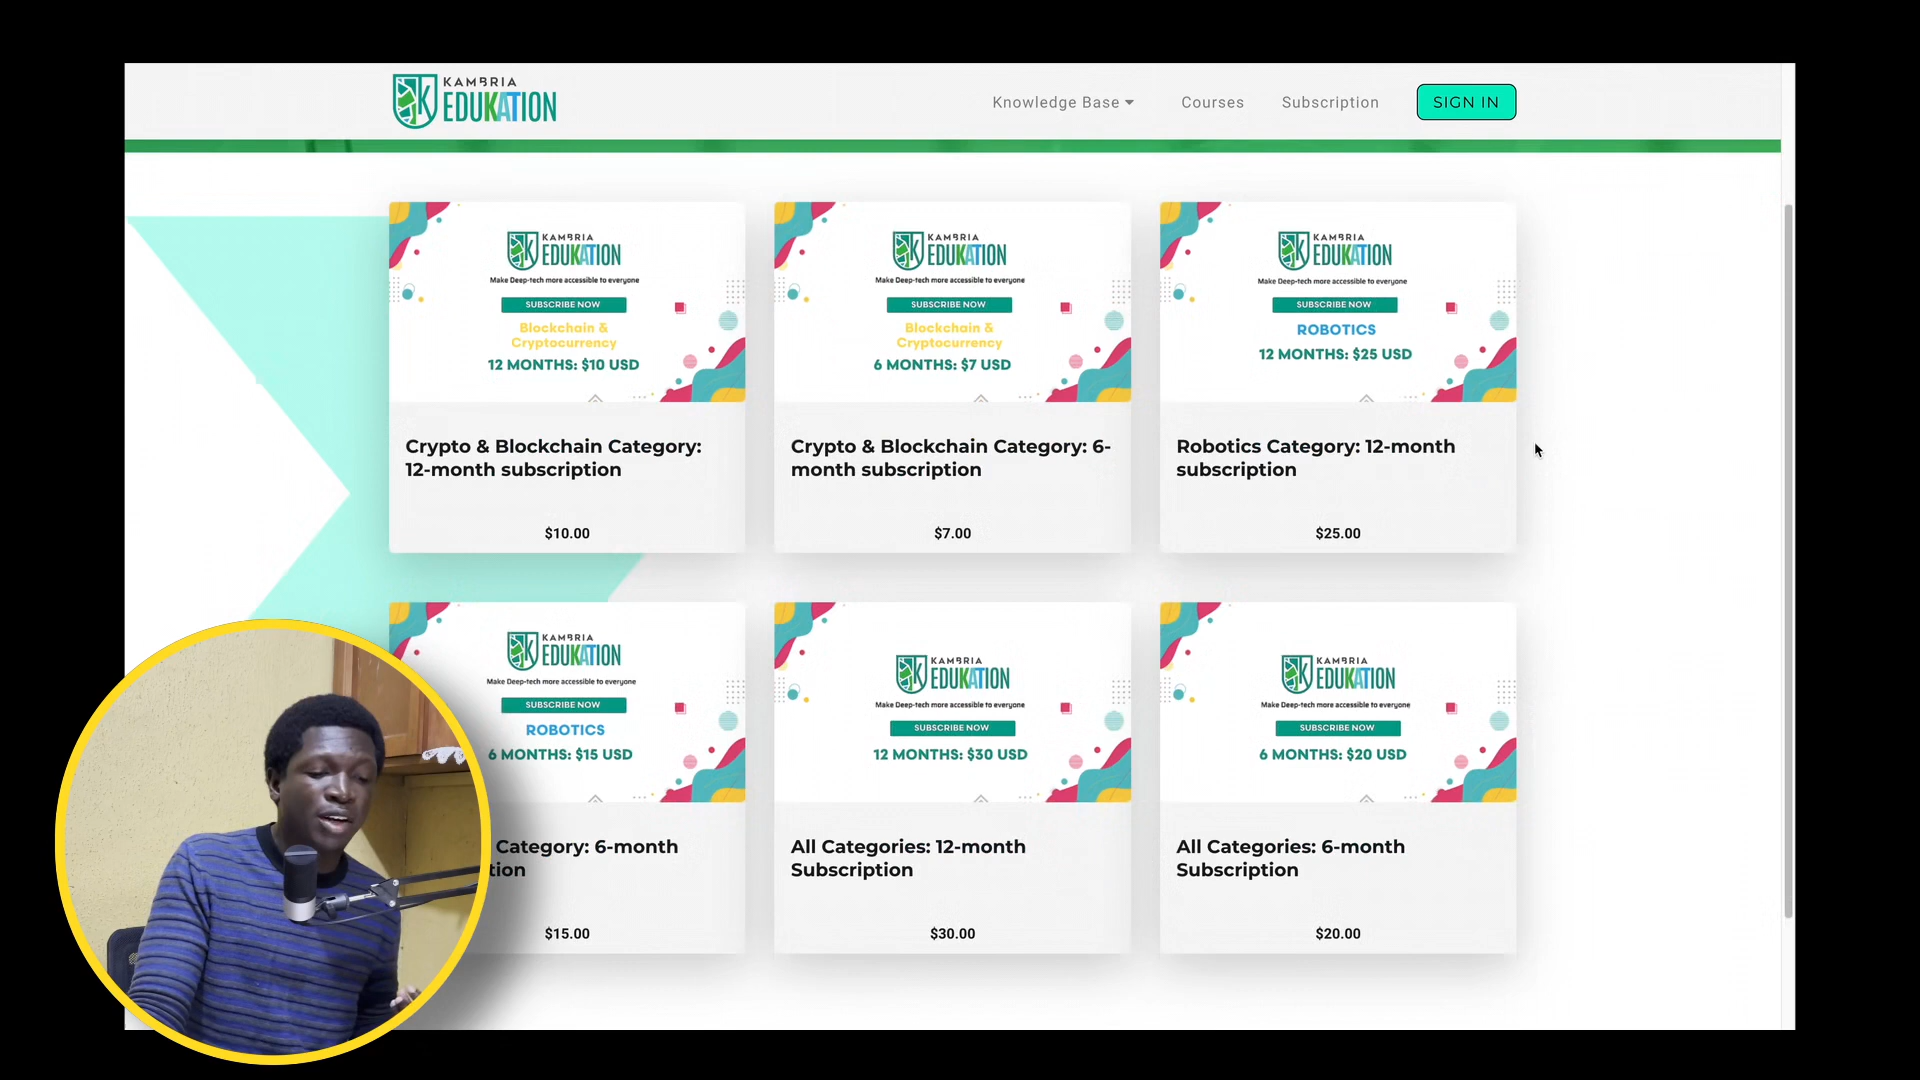 KAMBRIA
EDUKATION
Knowledge Base
Courses
Subscription
SIGN IN
KAMBRIA
EDUKATION
Make Deep-tech more accessible to everyone
SUBSCRIBE NOW
Blockchain &
Cryptocurrency
12 MONTHS: $10 USD
Crypto & Blockchain Category:
12-month subscription
$10.00
KAMBRIA
EDUKATION
Make Deep-tech more accessible to everyone
SUBSCRIBE NOW
Blockchain &
Cryptocurrency
6 MONTHS: $7 USD
Crypto & Blockchain Category: 6-
month subscription
$7.00
KAMBRIA
EDUKATION
Make Deep-tech more accessible to everyone
SUBSCRIBE NOW
ROBOTICS
12 MONTHS: $25 USD
Robotics Category: 12-month
subscription
$25.00
KAMBRIA
EDUKATION
Make Deep-tech more accessible to everyone
SUBSCRIBE NOW
ROBOTICS
6 MONTHS: $15 USD
Category: 6-month
tion
$15.00
KAMBRIA
EDUKATION
Make Deep-tech more accessible to everyone
SUBSCRIBE NOW
12 MONTHS: $30 USD
All Categories: 12-month
Subscription
$30.00
KAMBRIA
EDUKATION
Make Deep-tech more accessible to everyone
SUBSCRIBE NOW
6 MONTHS: $20 USD
All Categories: 6-month
Subscription
$20.00